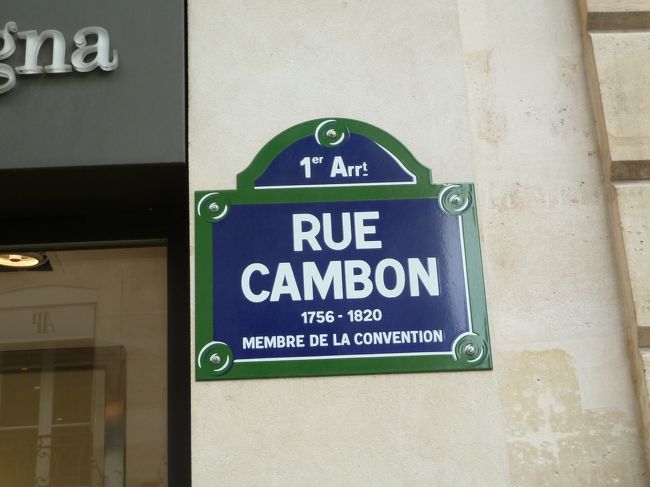 gna
1er Arrt
RUE
CAMBON
1756 - 1820
MEMBRE DE LA CONVENTION